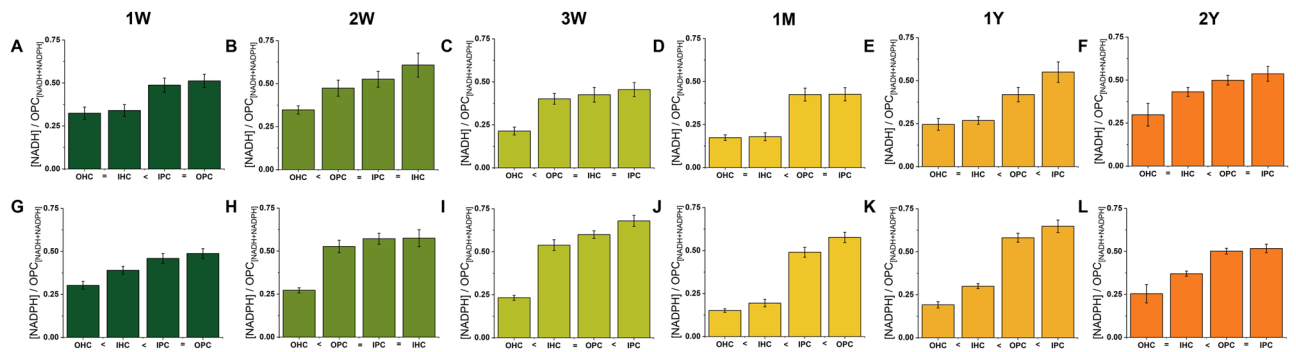 1W 2W 3W 1M 1Y 2Y
A
[NADH] / OPC[NADH+NADPH]
0.75
0.50
0.25
0.00
OHC = IHC < IPC = OPC
B
[NADH] / OPC[NADH+NADPH]
0.75
0.50
0.25
0.00
OHC < OPC = IPC = IHC
C
[NADH] / OPC[NADH+NADPH]
0.75
0.50
0.25
0.00
OHC < OPC = IHC = IPC
D
[NADH] / OPC[NADH+NADPH]
0.75
0.50
0.25
0.00
OHC = IHC < OPC = IPC
E
[NADH] / OPC[NADH+NADPH]
0.75
0.50
0.25
0.00
OHC = IHC < OPC < IPC
F
[NADH] / OPC[NADH+NADPH]
0.75
0.50
0.25
0.00
OHC = IHC < OPC = IPC
G
[NADPH] / OPC[NADH+NADPH]
0.75
0.50
0.25
0.00
OHC < IHC < IPC = OPC
H
[NADPH] / OPC[NADH+NADPH]
0.75
0.50
0.25
0.00
OHC < OPC = IPC = IHC
I
[NADPH] / OPC[NADH+NADPH]
0.75
0.50
0.25
0.00
OHC < IHC = OPC < IPC
J
[NADPH] / OPC[NADH+NADPH]
0.75
0.50
0.25
0.00
OHC < IHC < IPC < OPC
K
[NADPH] / OPC[NADH+NADPH]
0.75
0.50
0.25
0.00
OHC < IHC < OPC < IPC
L
[NADPH] / OPC[NADH+NADPH]
0.75
0.50
0.25
0.00
OHC = IHC < OPC = IPC